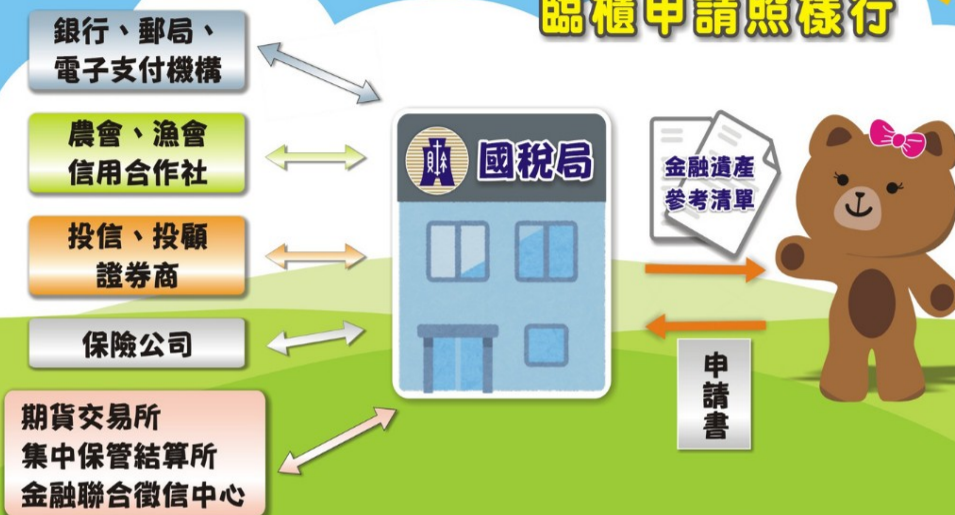 臨櫃申請照樣行
銀行、郵局、
電子支付機構
農會、漁會
信用合作社
投信、投顧
證券商
保險公司
期貨交易所
集中保管結算所
金融聯合徵信中心
國稅局
金融遺產
參考清單
申請書